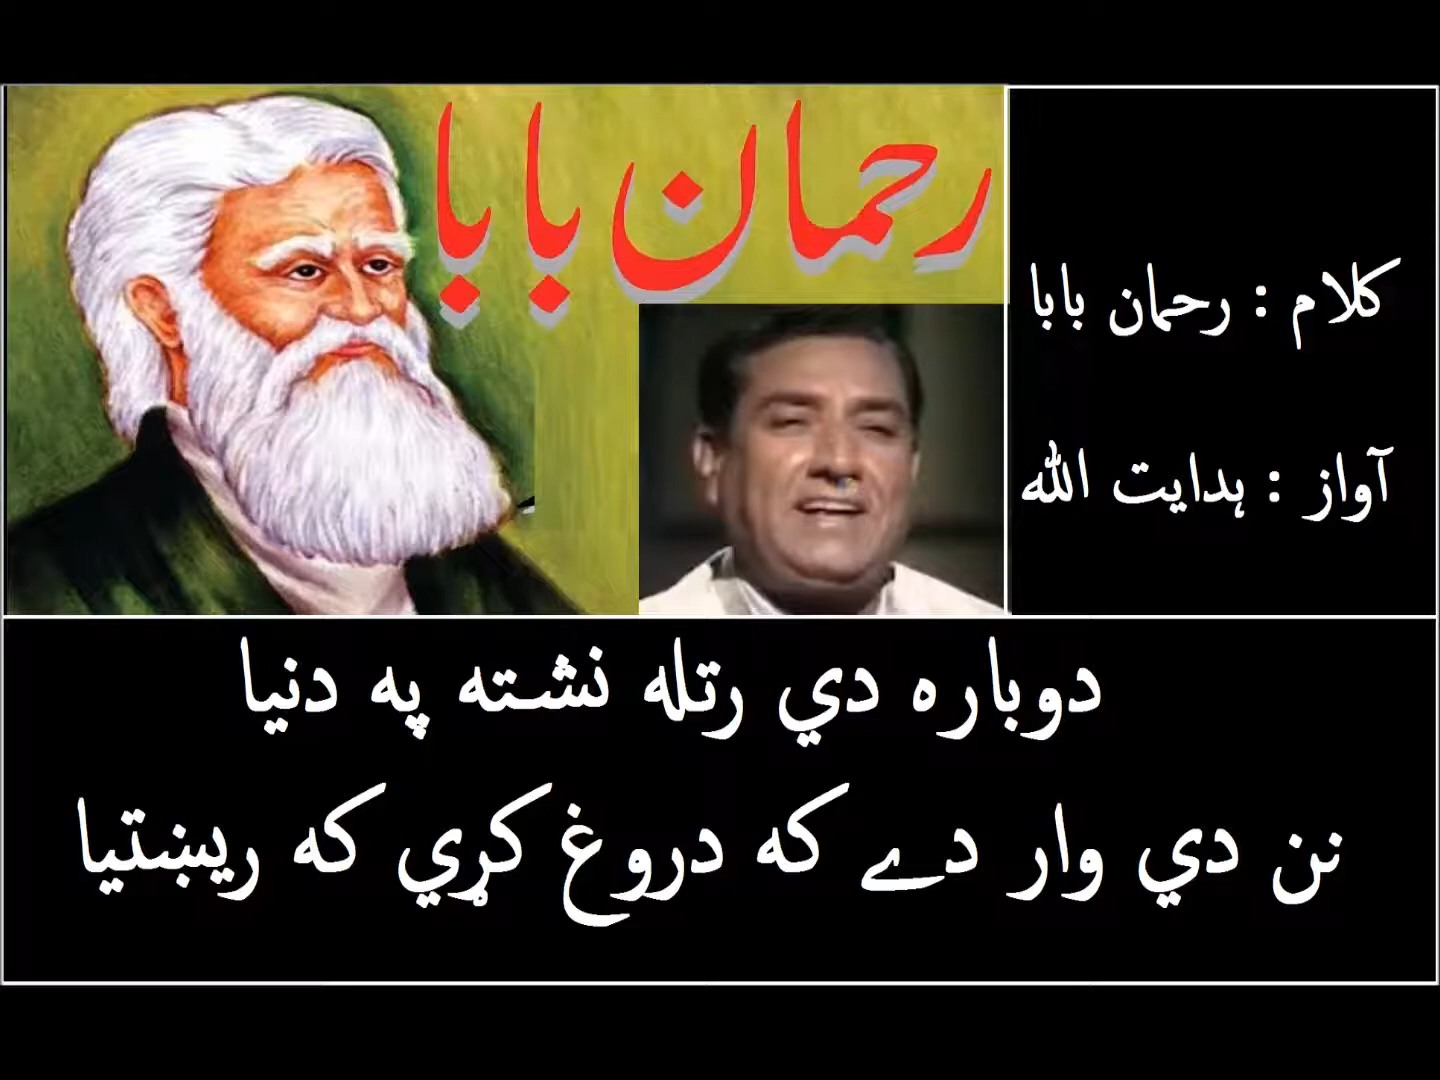 رحمان بابا
کلام : رحمان بابا
آواز : ہدایت اللہ
دوباره دي رتله نشته په دنيا
نن دي وار دے که دروغ کړي که ريښتيا